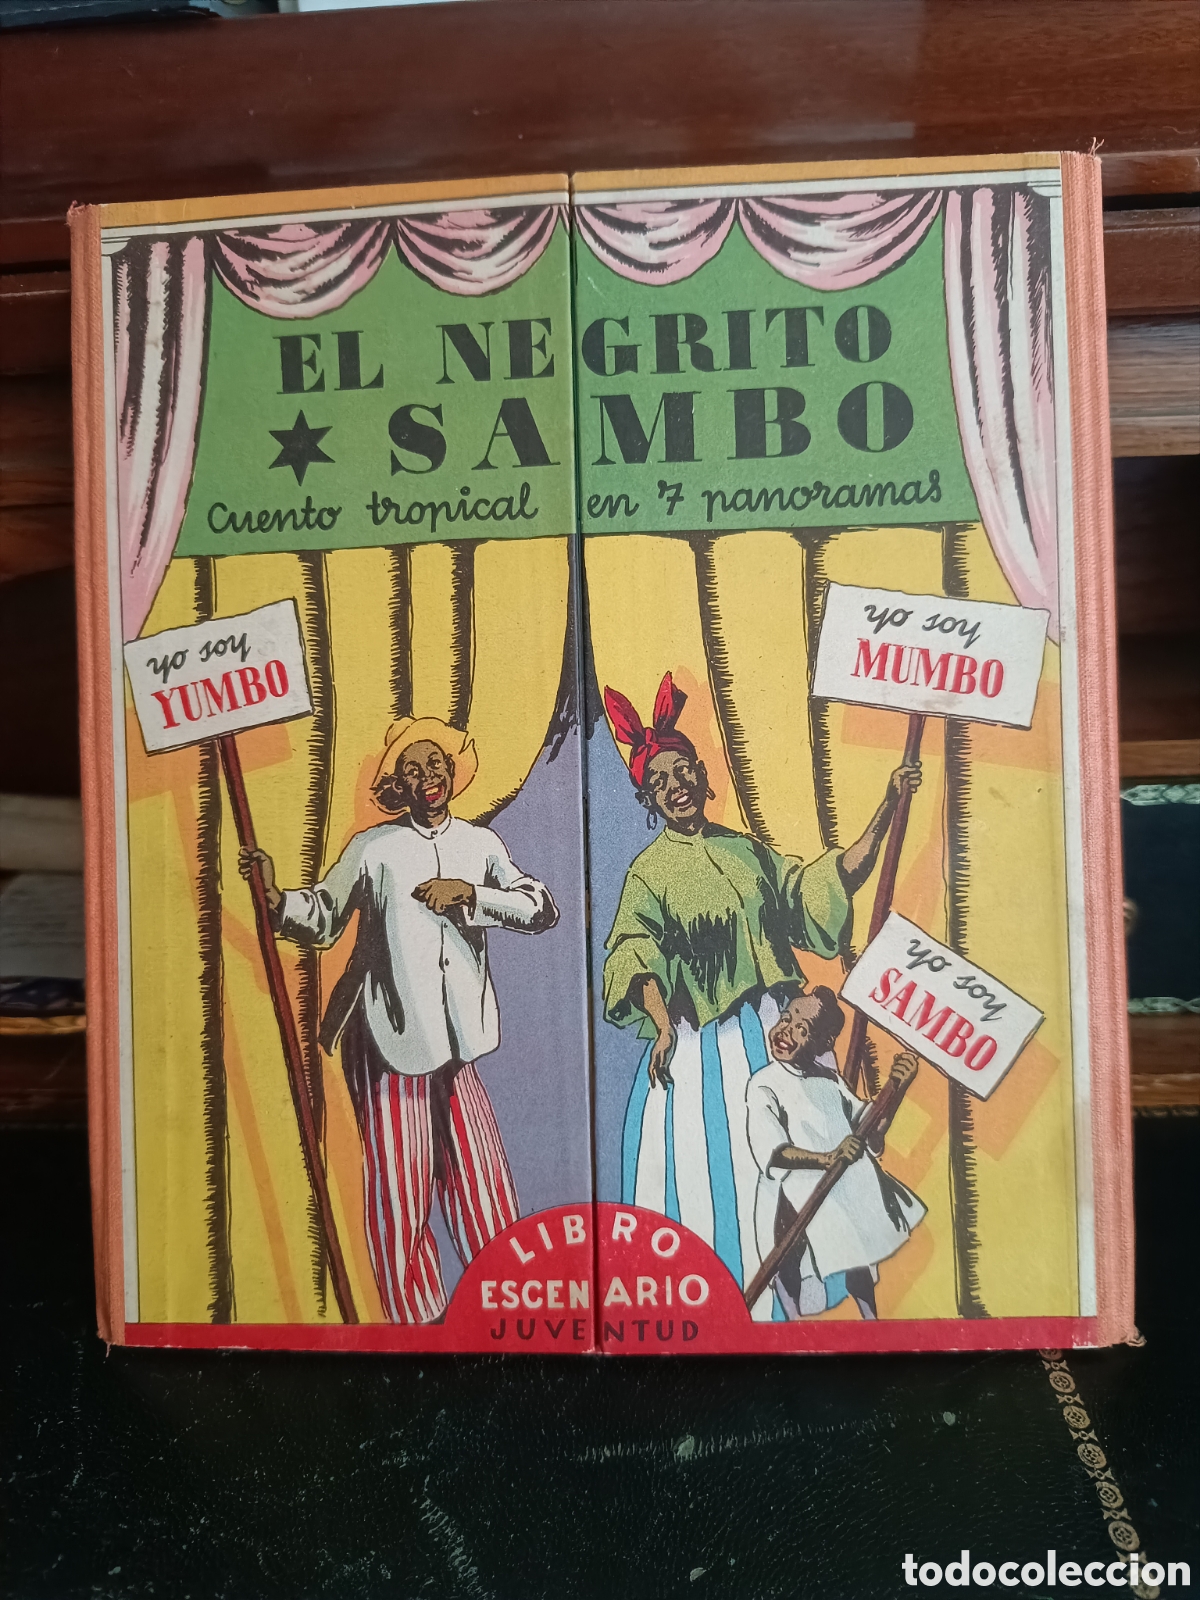 EL NEGRITO
SAMBO
Cuento tropical en 7 panoramas
yo soy
YUMBO
yo soy
MUMBO
yo soy
SAMBO
LIBRO
ESCENARIO
JUVENTUD
todocoleccion